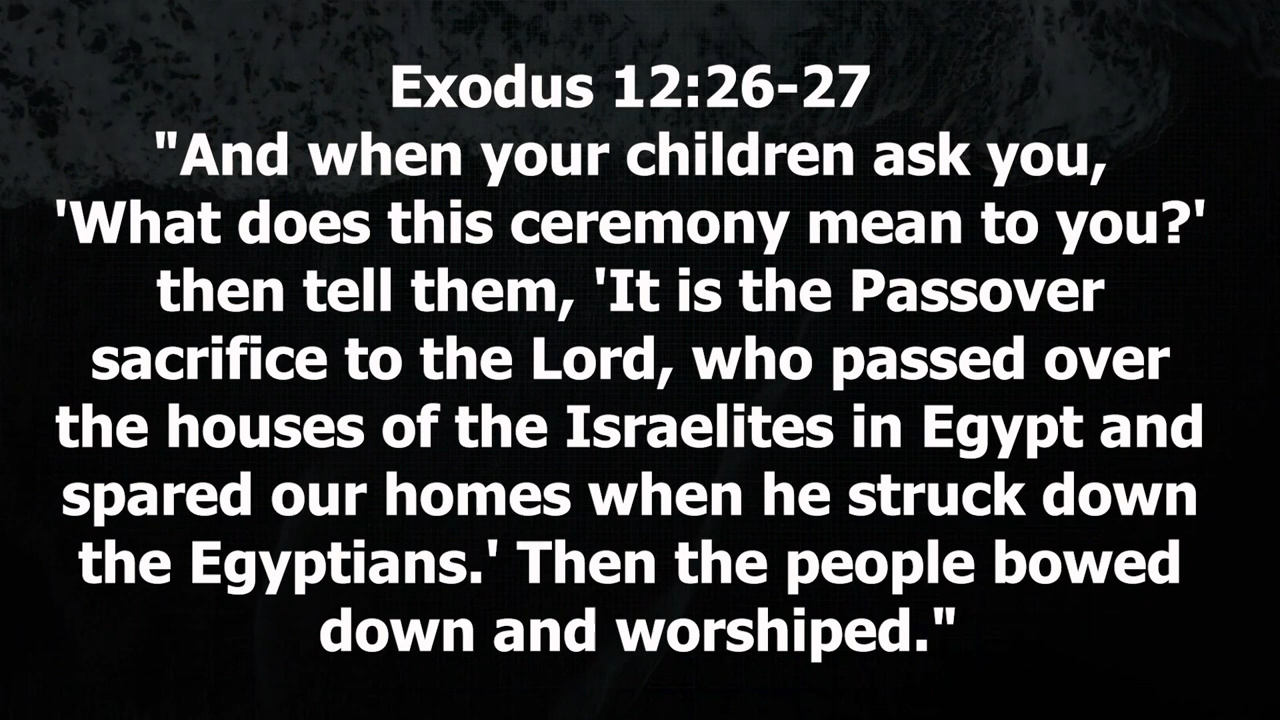 Exodus 12:26-27
"And when your children ask you,
'What does this ceremony mean to you?'
then tell them, 'It is the Passover
sacrifice to the Lord, who passed over
the houses of the Israelites in Egypt and
spared our homes when he struck down
the Egyptians.' Then the people bowed
down and worshiped."